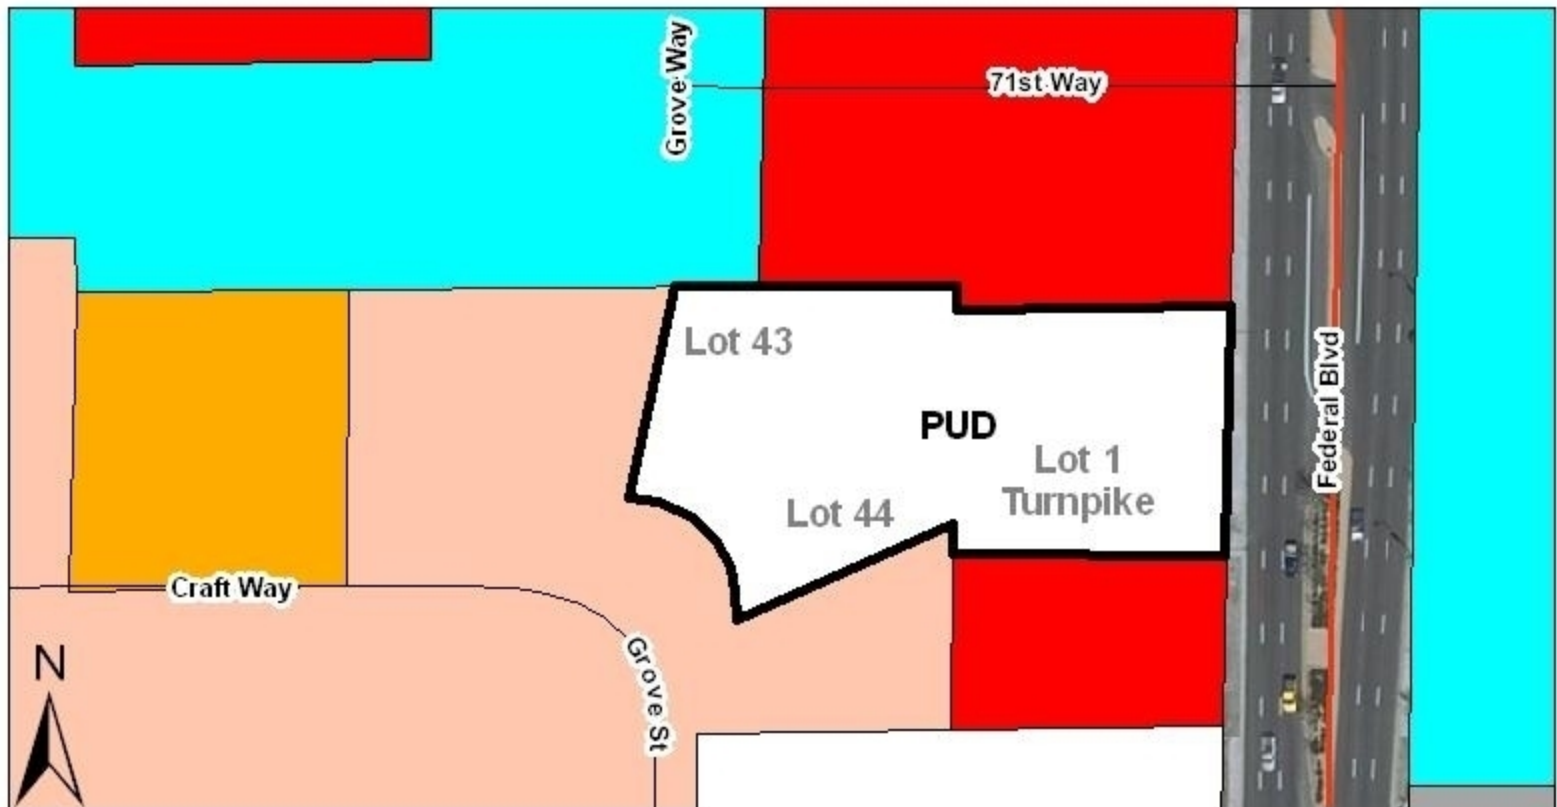 Grove Way
71st Way
Lot 43
Federal Blvd
PUD
Lot 1
Turnpike
Lot 44
Craft Way
Grove St
N